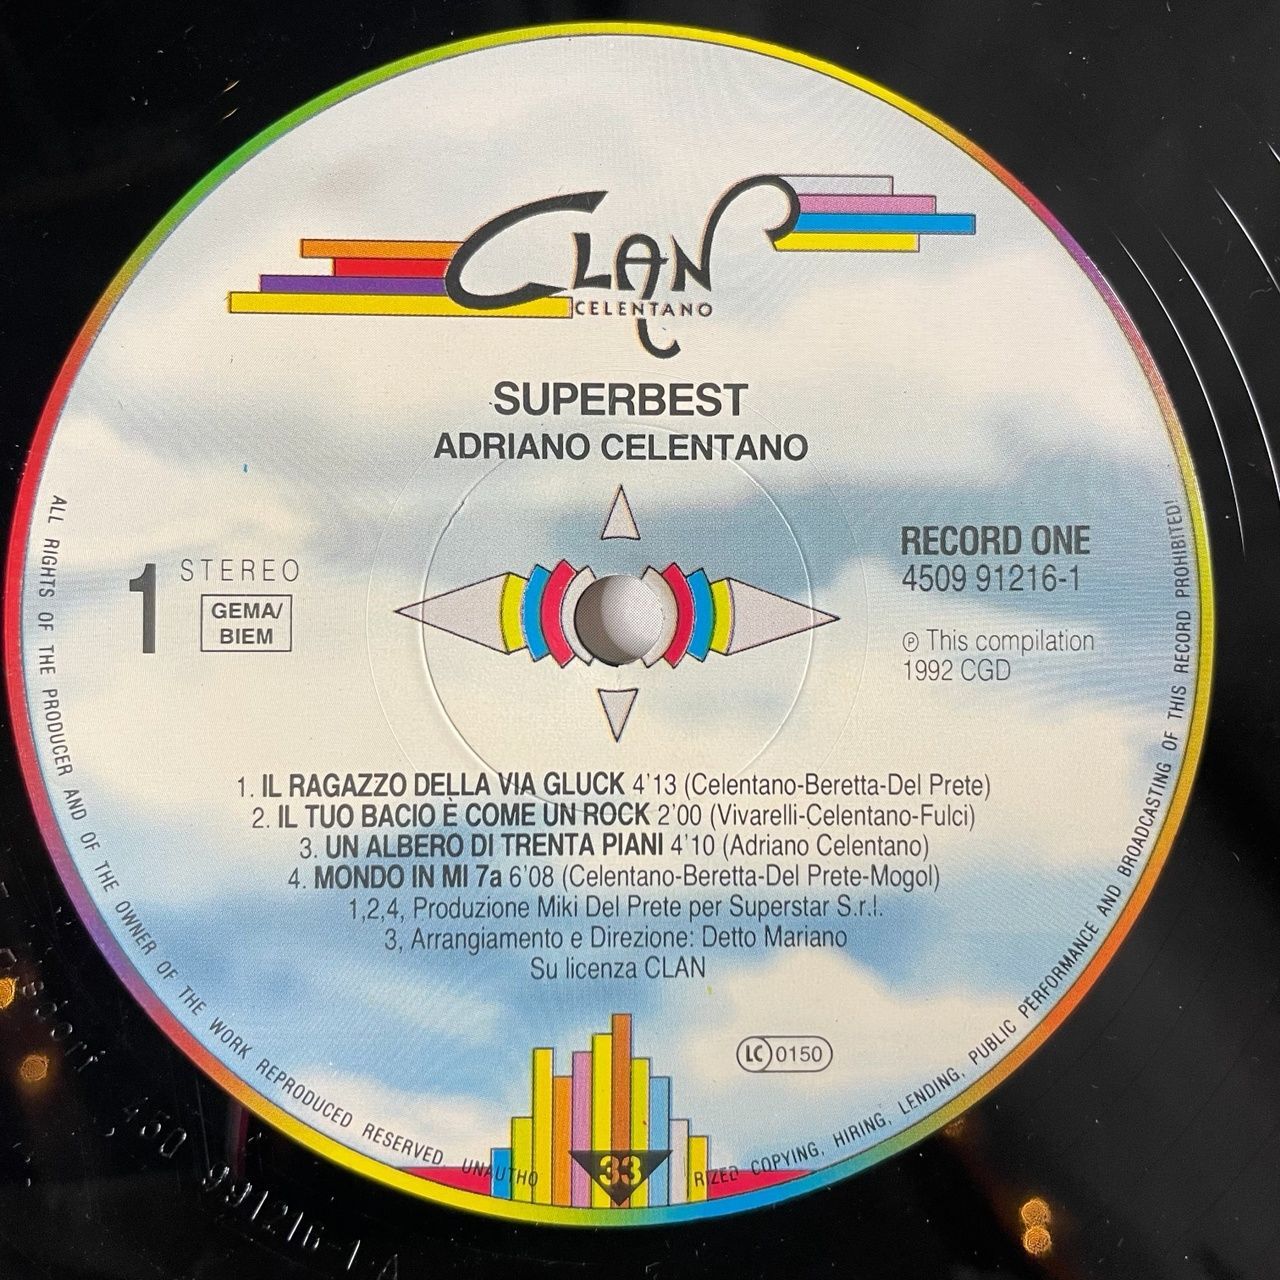 CLAN
CELENTANO
SUPERBEST
ADRIANO CELENTANO
1 STEREO
GEMA/
BIEM
RECORD ONE
4509 91216-1
℗ This compilation
1992 CGD
1. IL RAGAZZO DELLA VIA GLUCK 4'13 (Celentano-Beretta-Del Prete)
2. IL TUO BACIO È COME UN ROCK 2'00 (Vivarelli-Celentano-Fulci)
3. UN ALBERO DI TRENTA PIANI 4'10 (Adriano Celentano)
4. MONDO IN MI 7a 6'08 (Celentano-Beretta-Del Prete-Mogol)
1,2,4, Produzione Miki Del Prete per Superstar S.r.l.
3, Arrangiamento e Direzione: Detto Mariano
Su licenza CLAN
LC 0150
33
ALL RIGHTS OF THE PRODUCER AND OF THE OWNER OF THE WORK REPRODUCED RESERVED. UNAUTHO RIZED COPYING, HIRING, LENDING, PUBLIC PERFORMANCE AND BROADCASTING OF THIS RECORD PROHIBITED!
991216-1 A